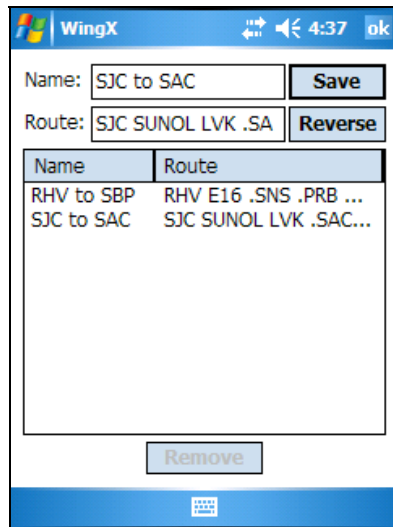 WingX 4:37 ok
Name: SJC to SAC Save
Route: SJC SUNOL LVK .SA Reverse
Name Route
RHV to SBP RHV E16 .SNS .PRB ...
SJC to SAC SJC SUNOL LVK .SAC...
Remove